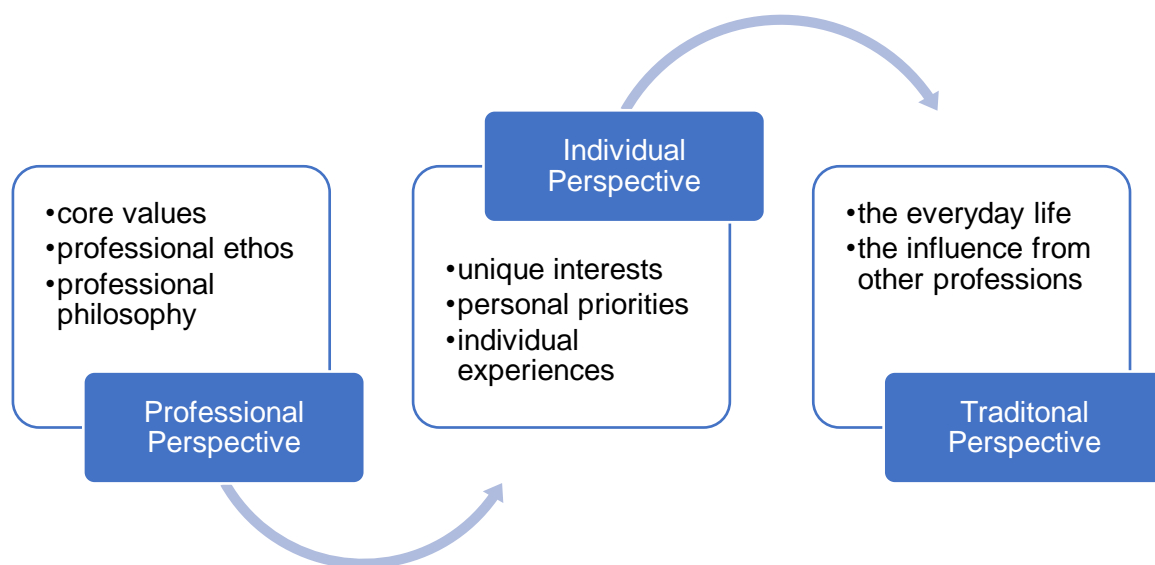 •core values
•professional ethos
•professional
philosophy
Professional
Perspective
Individual
Perspective
•unique interests
•personal priorities
•individual
experiences
•the everyday life
•the influence from
other professions
Traditonal
Perspective